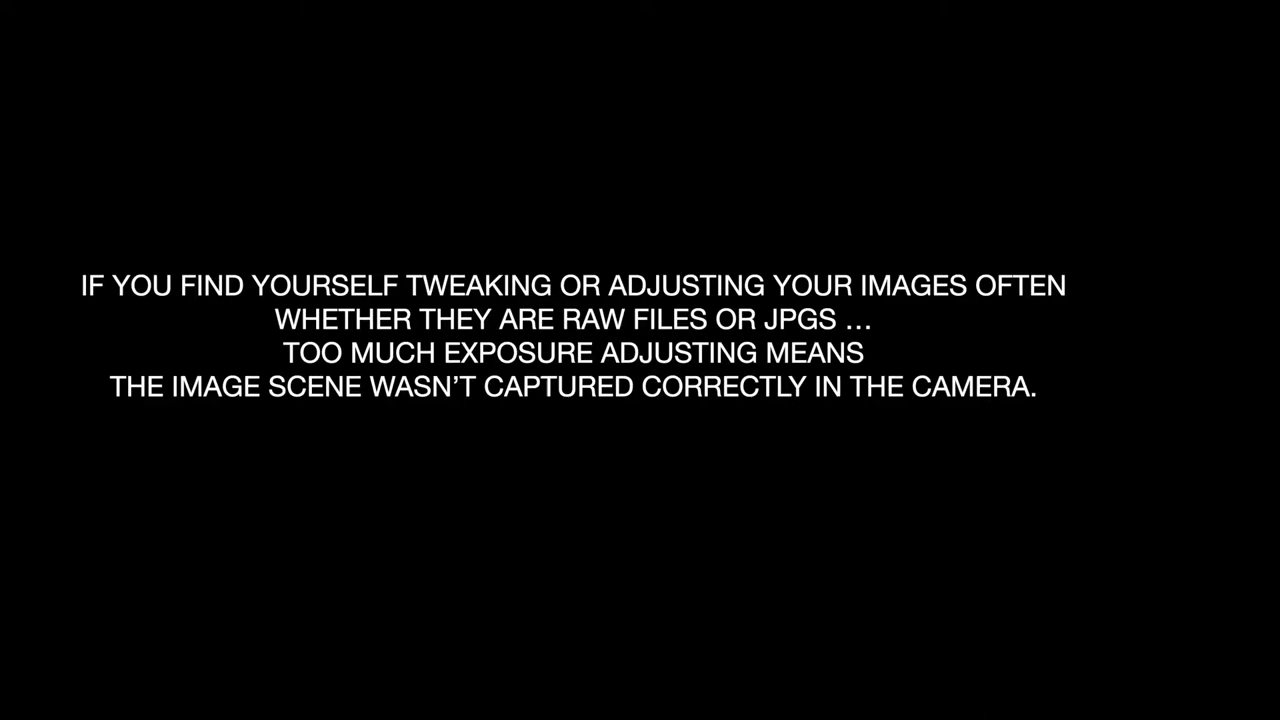 IF YOU FIND YOURSELF TWEAKING OR ADJUSTING YOUR IMAGES OFTEN
WHETHER THEY ARE RAW FILES OR JPGS …
TOO MUCH EXPOSURE ADJUSTING MEANS
THE IMAGE SCENE WASN’T CAPTURED CORRECTLY IN THE CAMERA.